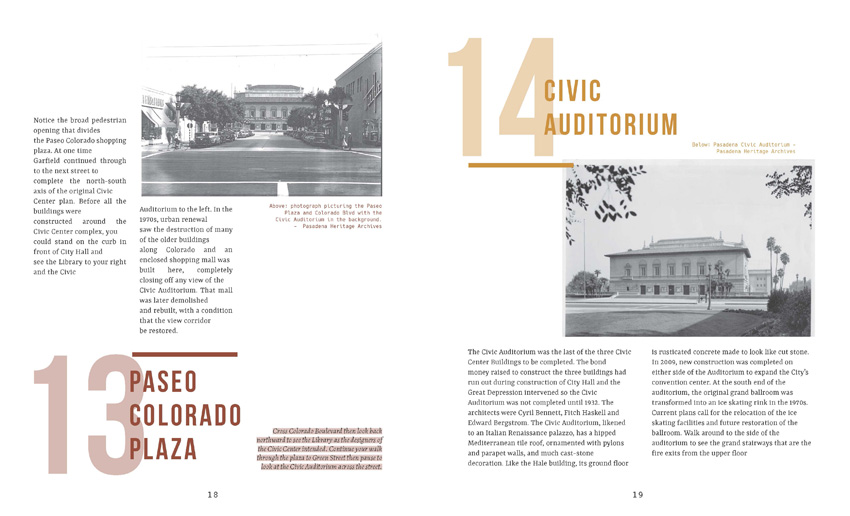 Notice the broad pedestrian
opening that divides
the Paseo Colorado shopping
plaza. At one time
Garfield continued through
to the next street to
complete the north-south
axis of the original Civic
Center plan. Before all the
buildings were
constructed around the
Civic Center complex, you
could stand on the curb in
front of City Hall and
see the Library to your right
and the Civic
Auditorium to the left. In the
1970s, urban renewal
saw the destruction of many
of the older buildings
along Colorado and an
enclosed shopping mall was
built here, completely
closing off any view of the
Civic Auditorium. That mall
was later demolished
and rebuilt, with a condition
that the view corridor
be restored.
Above: photograph picturing the Paseo
Plaza and Colorado Blvd with the
Civic Auditorium in the background.
– Pasadena Heritage Archives
13
PASEO
COLORADO
PLAZA
Cross Colorado Boulevard then look back
northward to see the Library as the designers of
the Civic Center intended. Continue your walk
through the plaza to Green Street then pause to
look at the Civic Auditorium across the street.
18
14
CIVIC
AUDITORIUM
Below: Pasadena Civic Auditorium –
Pasadena Heritage Archives
The Civic Auditorium was the last of the three Civic
Center Buildings to be completed. The bond
money raised to construct the three buildings had
run out during construction of City Hall and the
Great Depression intervened so the Civic
Auditorium was not completed until 1932. The
architects were Cyril Bennett, Fitch Haskell and
Edward Bergstrom. The Civic Auditorium, likened
to an Italian Renaissance palazzo, has a hipped
Mediterranean tile roof, ornamented with pylons
and parapet walls, and much cast-stone
decoration. Like the Hale building, its ground floor
is rusticated concrete made to look like cut stone.
In 2009, new construction was completed on
either side of the Auditorium to expand the City's
convention center. At the south end of the
auditorium, the original grand ballroom was
transformed into an ice skating rink in the 1970s.
Current plans call for the relocation of the ice
skating facilities and future restoration of the
ballroom. Walk around to the side of the
auditorium to see the grand stairways that are the
fire exits from the upper floor
19